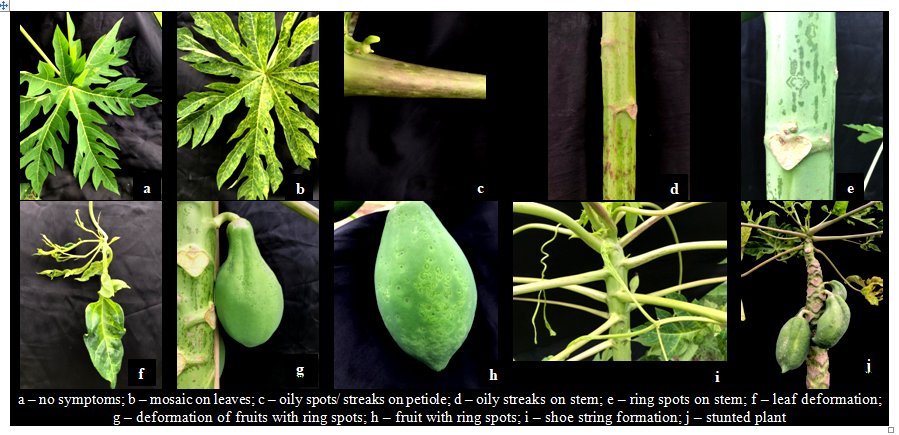 a
b
c
d
e
f
g
h
i
j
a – no symptoms; b – mosaic on leaves; c – oily spots/ streaks on petiole; d – oily streaks on stem; e – ring spots on stem; f – leaf deformation;
g – deformation of fruits with ring spots; h – fruit with ring spots; i – shoe string formation; j – stunted plant